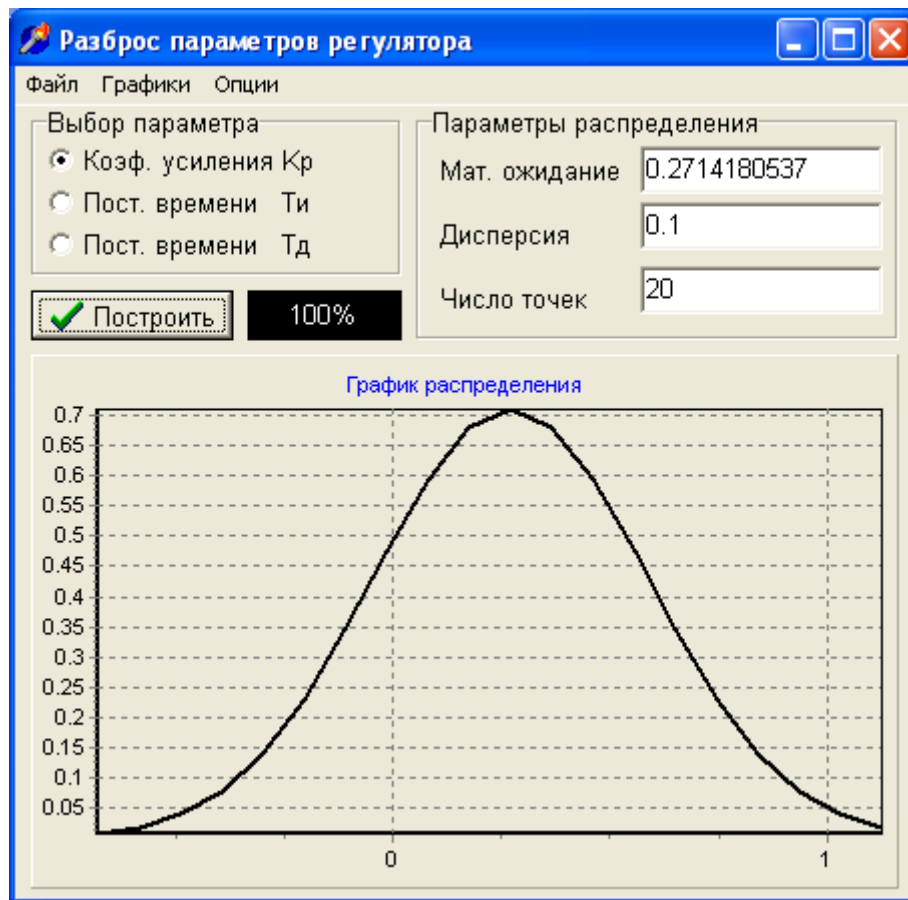 Разброс параметров регулятора
Файл Графики Опции
Выбор параметра
Коэф. усиления Кр
Пост. времени Ти
Пост. времени Тд
Параметры распределения
Мат. ожидание 0.2714180537
Дисперсия 0.1
Число точек 20
Построить 100%
График распределения
0.7
0.65
0.6
0.55
0.5
0.45
0.4
0.35
0.3
0.25
0.2
0.15
0.1
0.05
0 1